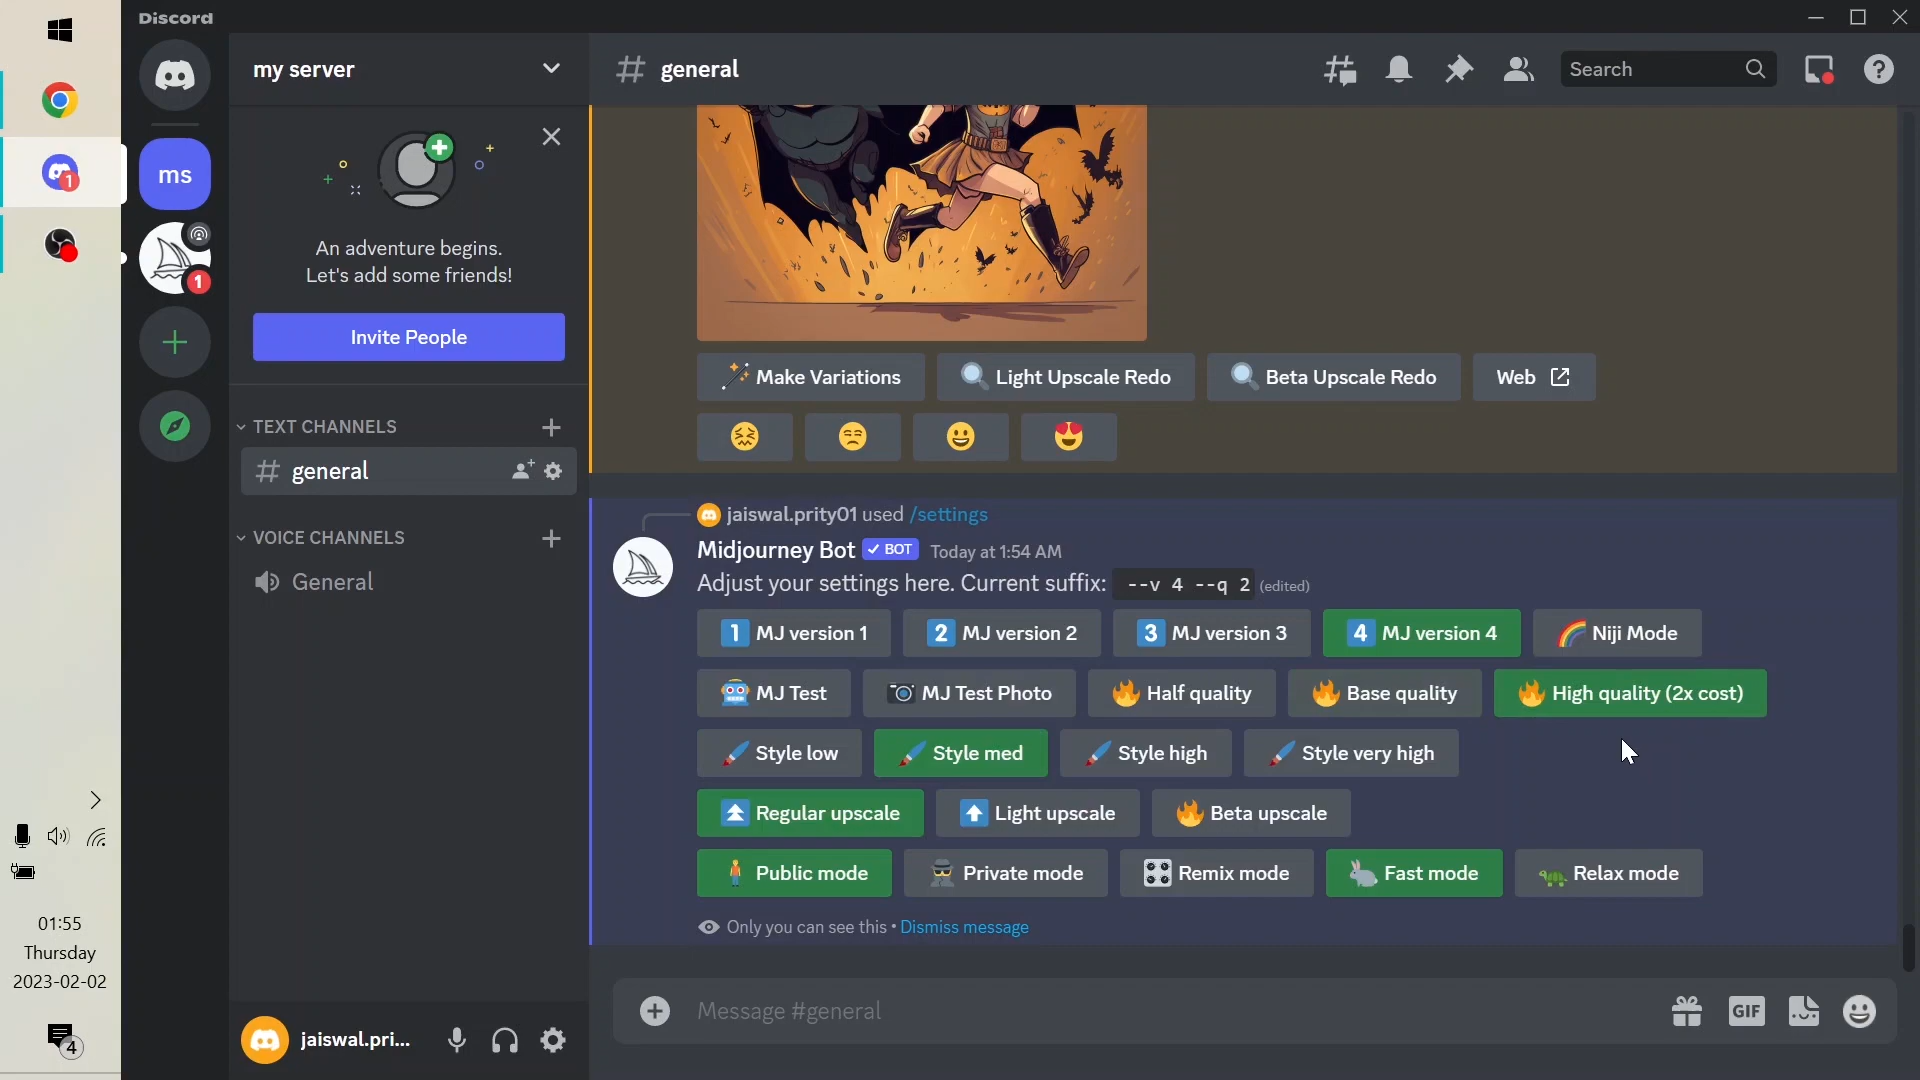 Discord
my server
# general
Search
1
ms
1
An adventure begins.
Let's add some friends!
Invite People
Make Variations
Light Upscale Redo
Beta Upscale Redo
Web
TEXT CHANNELS
general
VOICE CHANNELS
General
jaiswal.prity01 used /settings
Midjourney Bot ✓ BOT Today at 1:54 AM
Adjust your settings here. Current suffix: --v 4 --q 2 (edited)
1 MJ version 1
2 MJ version 2
3 MJ version 3
4 MJ version 4
Niji Mode
MJ Test
MJ Test Photo
Half quality
Base quality
High quality (2x cost)
Style low
Style med
Style high
Style very high
Regular upscale
Light upscale
Beta upscale
Public mode
Private mode
Remix mode
Fast mode
Relax mode
Only you can see this • Dismiss message
01:55
Thursday
2023-02-02
4
jaiswal.pri...
Message #general
GIF